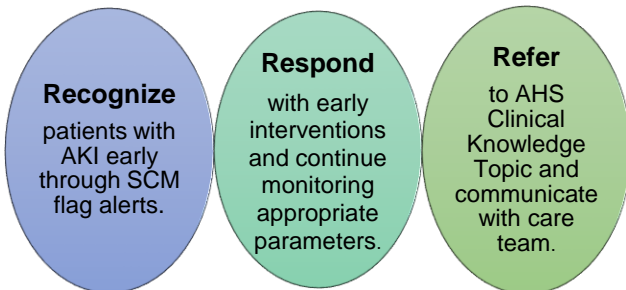 Recognize
patients with
AKI early
through SCM
flag alerts.
Respond
with early
interventions
and continue
monitoring
appropriate
parameters.
Refer
to AHS
Clinical
Knowledge
Topic and
communicate
with care
team.